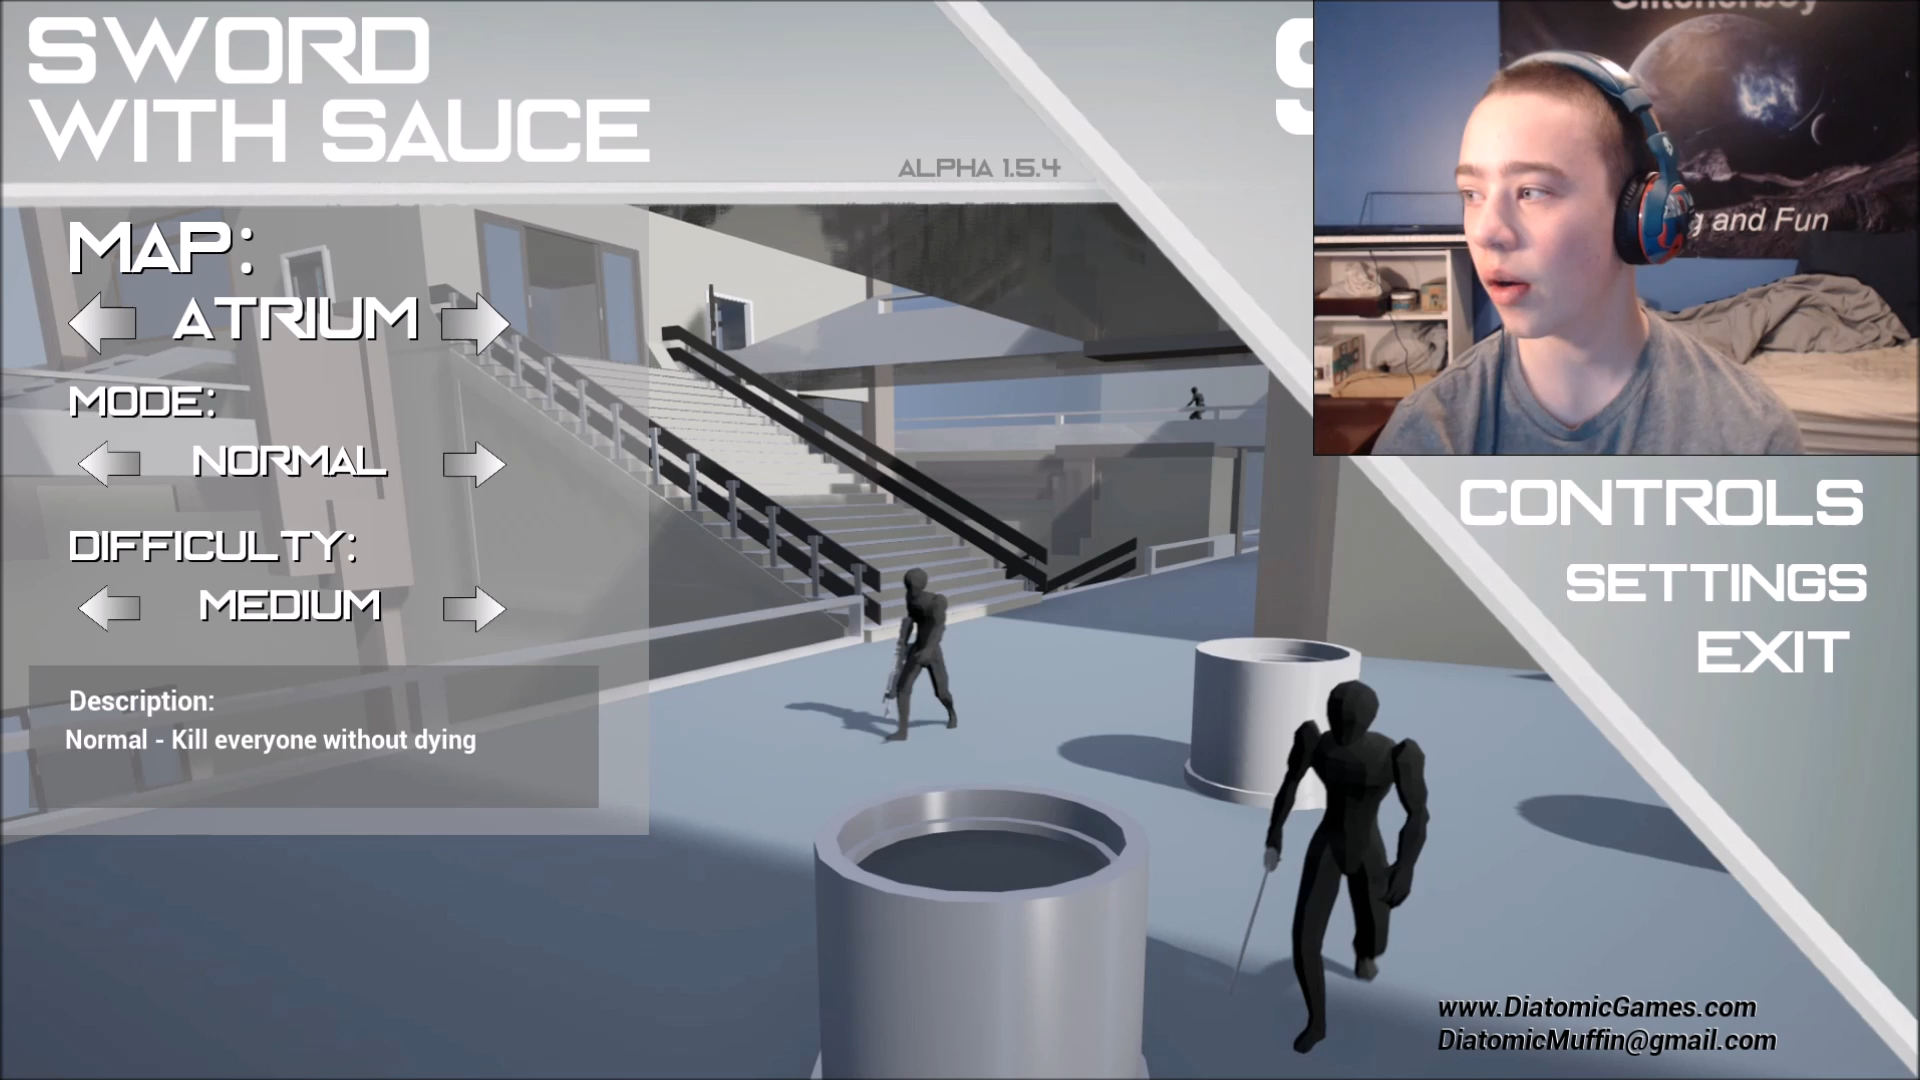 SWORD
WITH SAUCE
ALPHA 1.5.4
MAP:
ATRIUM
MODE:
NORMAL
DIFFICULTY:
MEDIUM
Description:
Normal - Kill everyone without dying
and Fun
CONTROLS
SETTINGS
EXIT
www.DiatomicGames.com
DiatomicMuffin@gmail.com